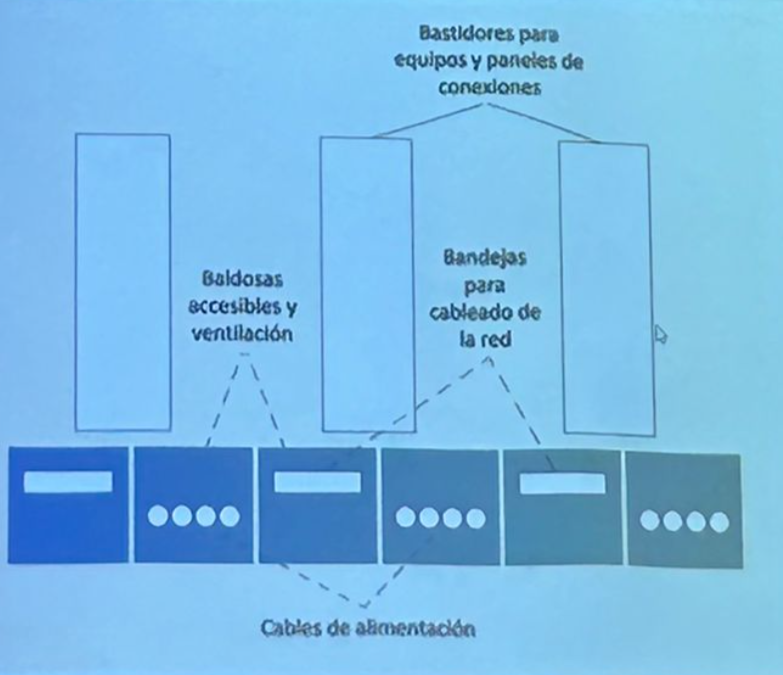 Bastidores para
equipos y paneles de
conexiones
Baldosas
accesibles y
ventilación
Bandejas
para
cableado de
la red
Cables de alimentación